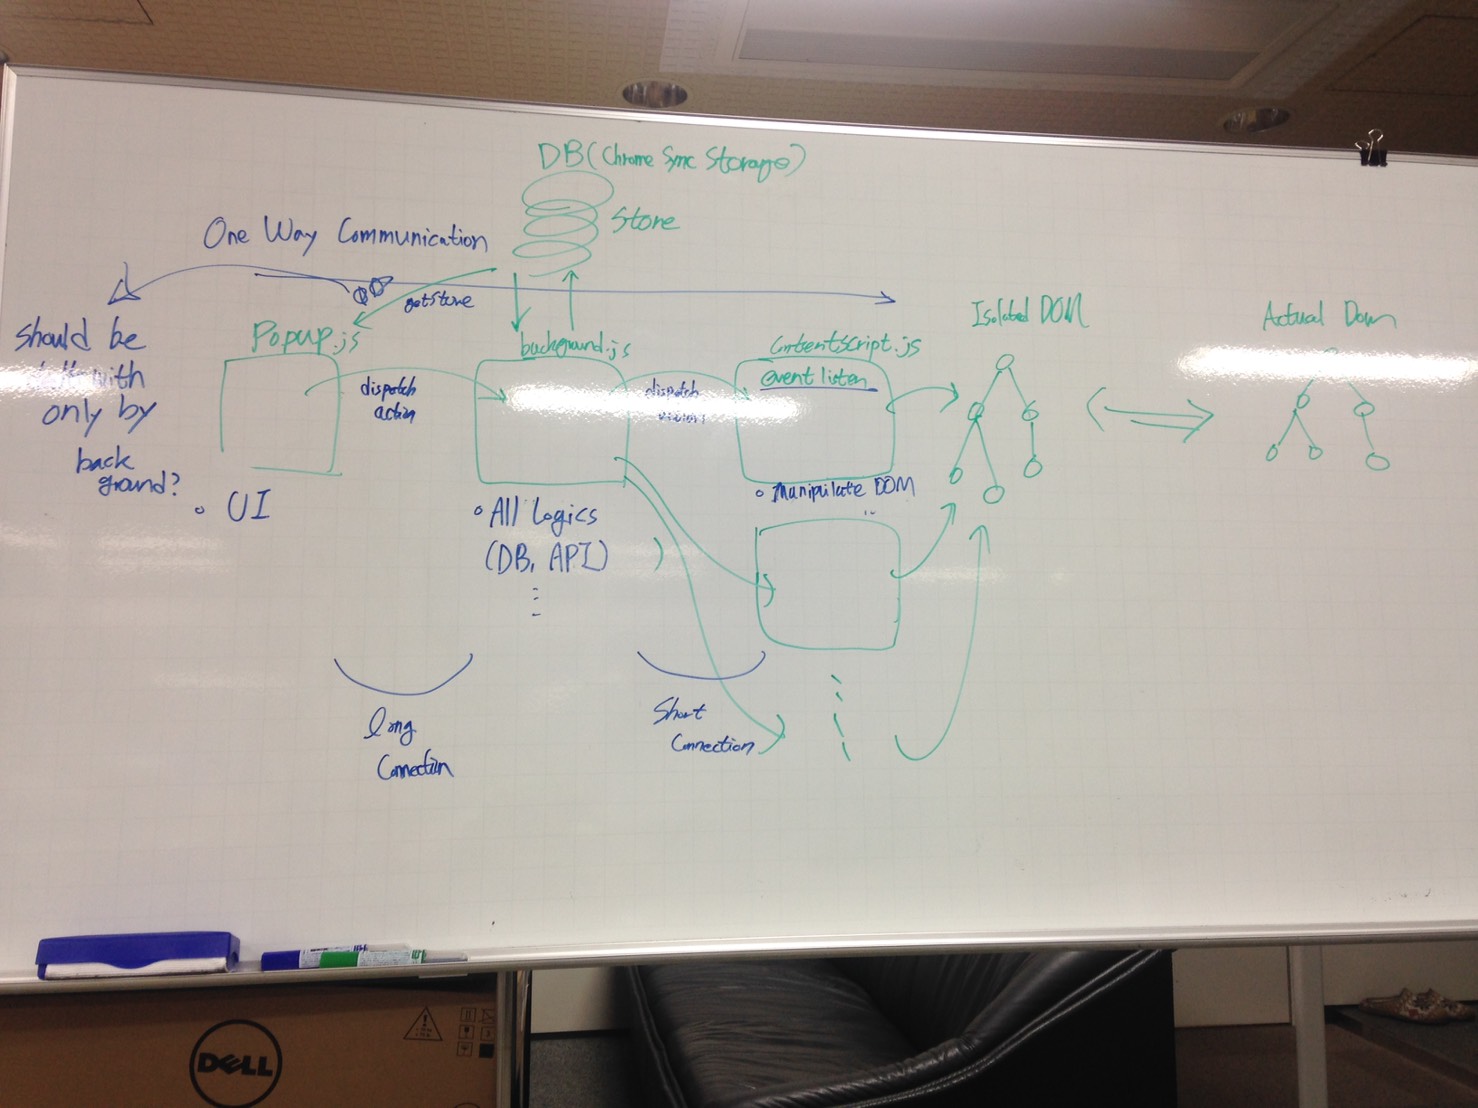 DB (Chrome Sync Storage)
Store
One Way Communication
getStore
should be
with
only by
back
ground?
Popup.js
background.js
contentscript.js
event listen
Isolated DOM
Actual Dom
dispatch
action
dispatch
UI
All Logics
(DB, API)
Manipulate DOM
long
Connection
Short
Connection
DELL